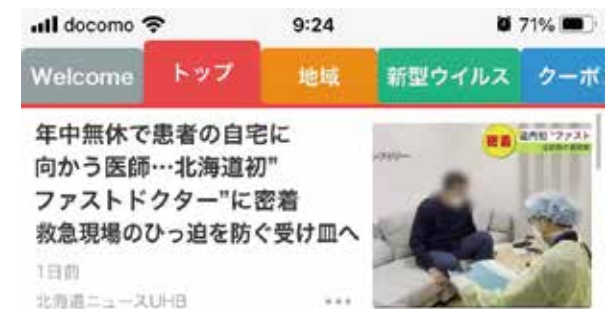 docomo
9:24
71%
Welcome
トップ
地域
新型ウイルス
クーポ
年中無休で患者の自宅に
向かう医師…北海道初"
ファストドクター"に密着
救急現場のひっ迫を防ぐ受け皿へ
密着
道内初 "ファスト
1日前
北海道ニュースUHB